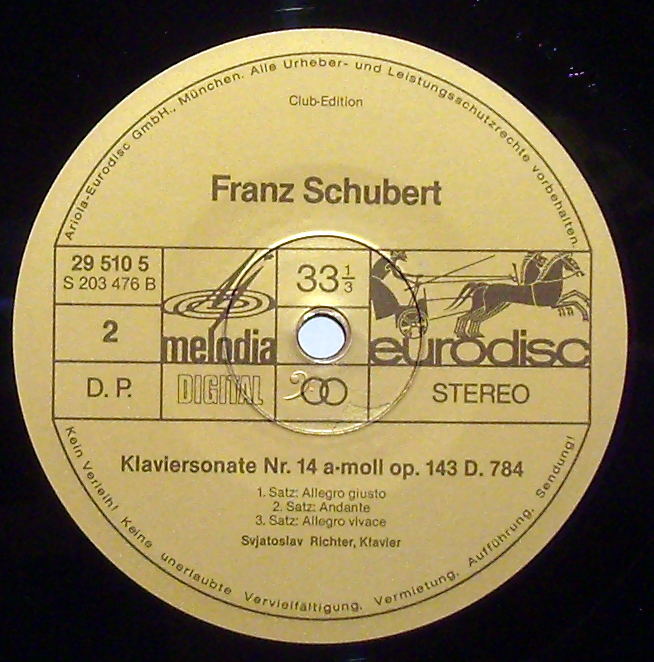 Ariola-Eurodisc GmbH., München. Alle Urheber- und Leistungsschutzrechte vorbehalten.
Club-Edition
Franz Schubert
29 510 5
S 203 476 B
33 1/3
2
melodia
eurodisc
D. P.
DIGITAL
STEREO
Klaviersonate Nr. 14 a-moll op. 143 D. 784
1. Satz: Allegro giusto
2. Satz: Andante
3. Satz: Allegro vivace
Svjatoslav Richter, Klavier
Kein Verleih! Keine unerlaubte Vervielfältigung, Vermietung, Aufführung, Sendung!